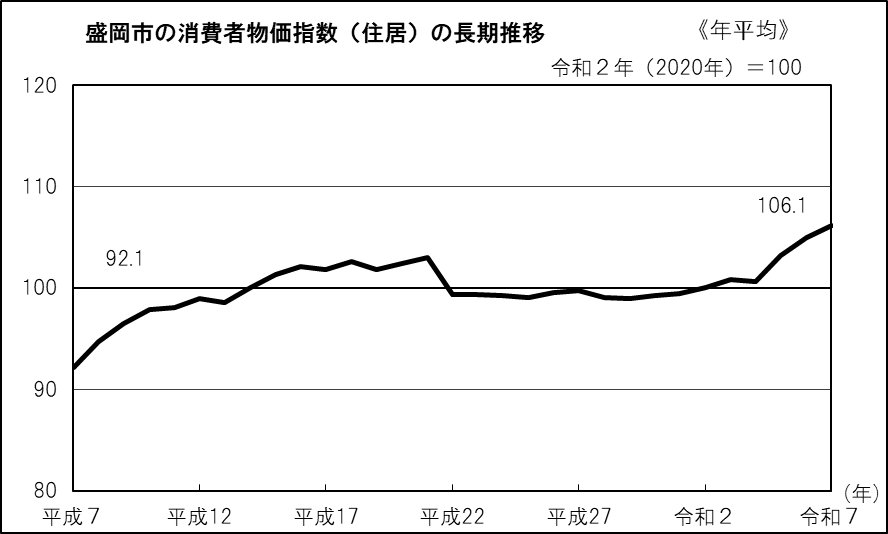 盛岡市の消費者物価指数（住居）の長期推移
《年平均》
令和２年（2020年）＝100
120
110
106.1
92.1
100
90
80
（年）
平成７ 平成12 平成17 平成22 平成27 令和２ 令和７